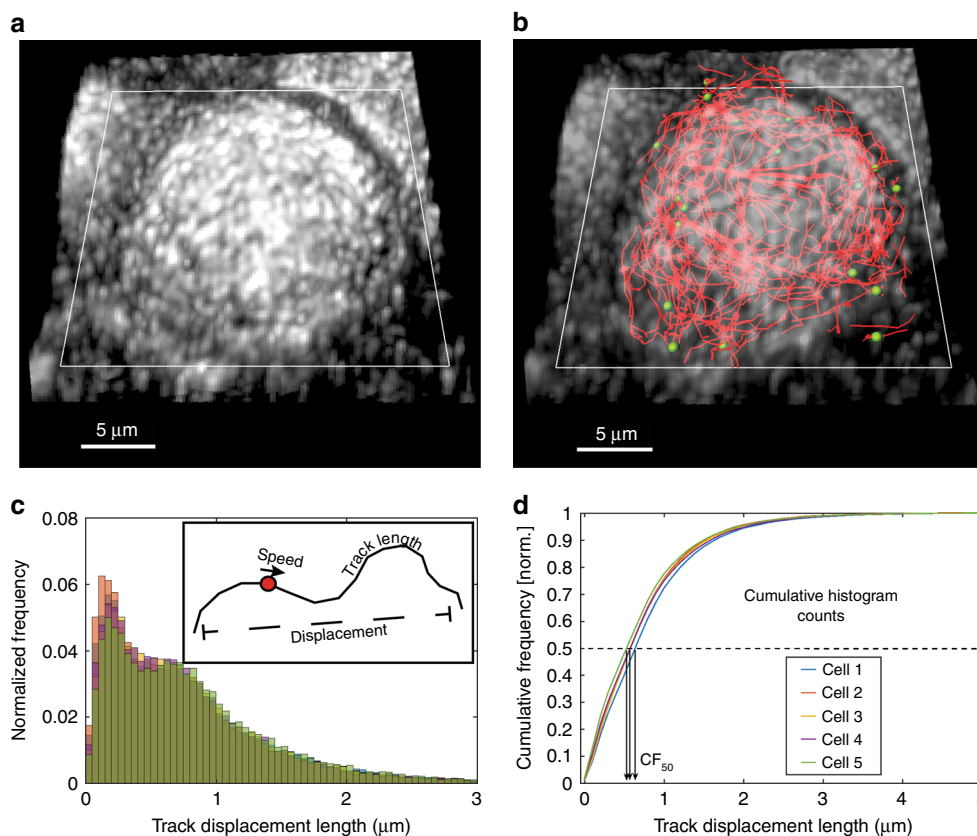 a
b
5 μm
5 μm
c
d
Normalized frequency
0.08
0.06
0.04
0.02
0
0
1
2
3
Track displacement length (μm)
Speed
Track length
Displacement
Cumulative frequency [norm.]
1
0.9
0.8
0.7
0.6
0.5
0.4
0.3
0.2
0.1
0
0
1
2
3
4
Track displacement length (μm)
Cumulative histogram
counts
Cell 1
Cell 2
Cell 3
Cell 4
Cell 5
CF50